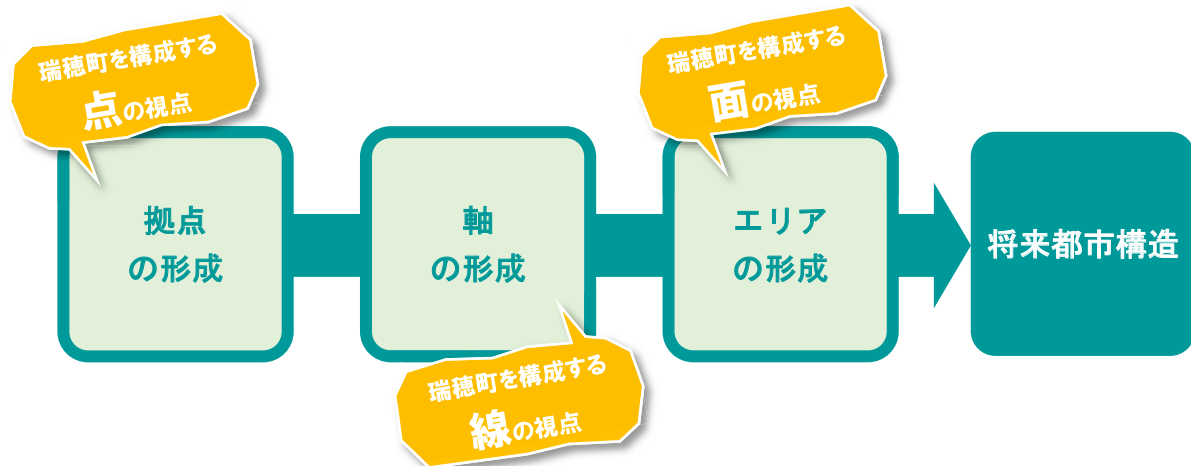 瑞穂町を構成する
点の視点
拠点
の形成
軸
の形成
瑞穂町を構成する
線の視点
瑞穂町を構成する
面の視点
エリア
の形成
将来都市構造